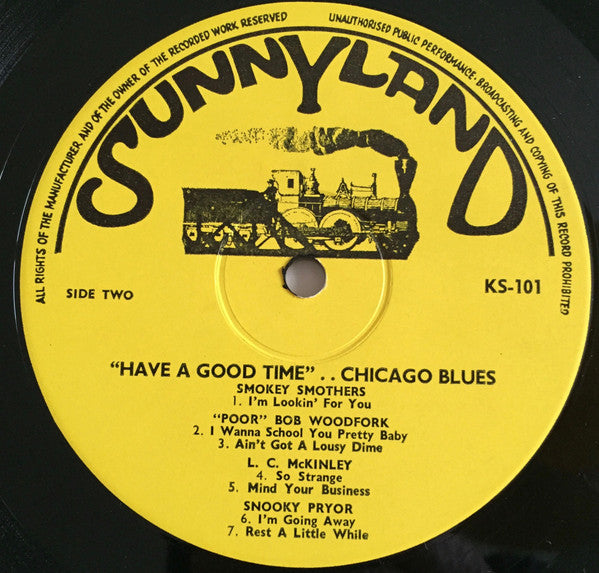 ALL RIGHTS OF THE MANUFACTURER AND OF THE OWNER OF THE RECORDED WORK RESERVED
UNAUTHORISED PUBLIC PERFORMANCE, BROADCASTING AND COPYING OF THIS RECORD PROHIBITED
SUNNYLAND
SIDE TWO
KS-101
"HAVE A GOOD TIME" . . CHICAGO BLUES
SMOKEY SMOTHERS
1. I'm Lookin' For You
"POOR" BOB WOODFORK
2. I Wanna School You Pretty Baby
3. Ain't Got A Lousy Dime
L. C. McKINLEY
4. So Strange
5. Mind Your Business
SNOOKY PRYOR
6. I'm Going Away
7. Rest A Little While